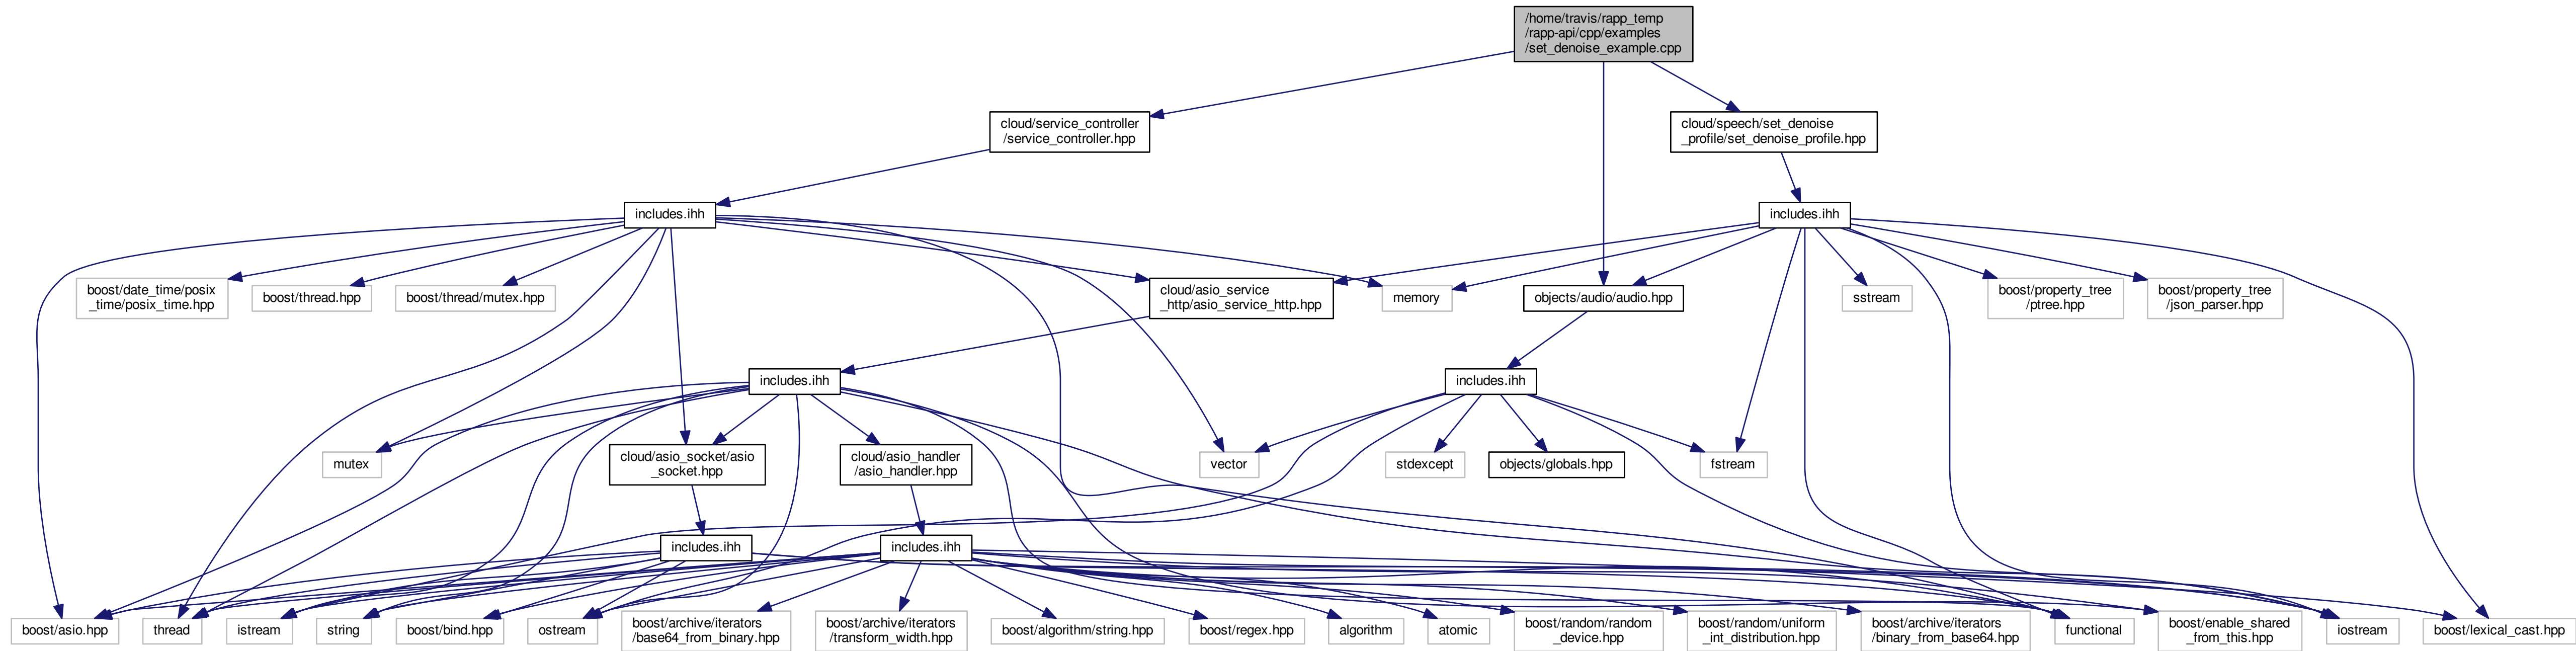 /home/travis/rapp_temp
/rapp-api/cpp/examples
/set_denoise_example.cpp
cloud/service_controller
/service_controller.hpp
cloud/speech/set_denoise
_profile/set_denoise_profile.hpp
includes.ihh
includes.ihh
boost/date_time/posix
_time/posix_time.hpp
boost/thread.hpp
boost/thread/mutex.hpp
cloud/asio_service
_http/asio_service_http.hpp
memory
objects/audio/audio.hpp
sstream
boost/property_tree
/ptree.hpp
boost/property_tree
/json_parser.hpp
includes.ihh
includes.ihh
mutex
cloud/asio_socket/asio
_socket.hpp
cloud/asio_handler
/asio_handler.hpp
vector
stdexcept
objects/globals.hpp
fstream
includes.ihh
includes.ihh
boost/asio.hpp
thread
istream
string
boost/bind.hpp
ostream
boost/archive/iterators
/base64_from_binary.hpp
boost/archive/iterators
/transform_width.hpp
boost/algorithm/string.hpp
boost/regex.hpp
algorithm
atomic
boost/random/random
_device.hpp
boost/random/uniform
_int_distribution.hpp
boost/archive/iterators
/binary_from_base64.hpp
functional
boost/enable_shared
_from_this.hpp
iostream
boost/lexical_cast.hpp